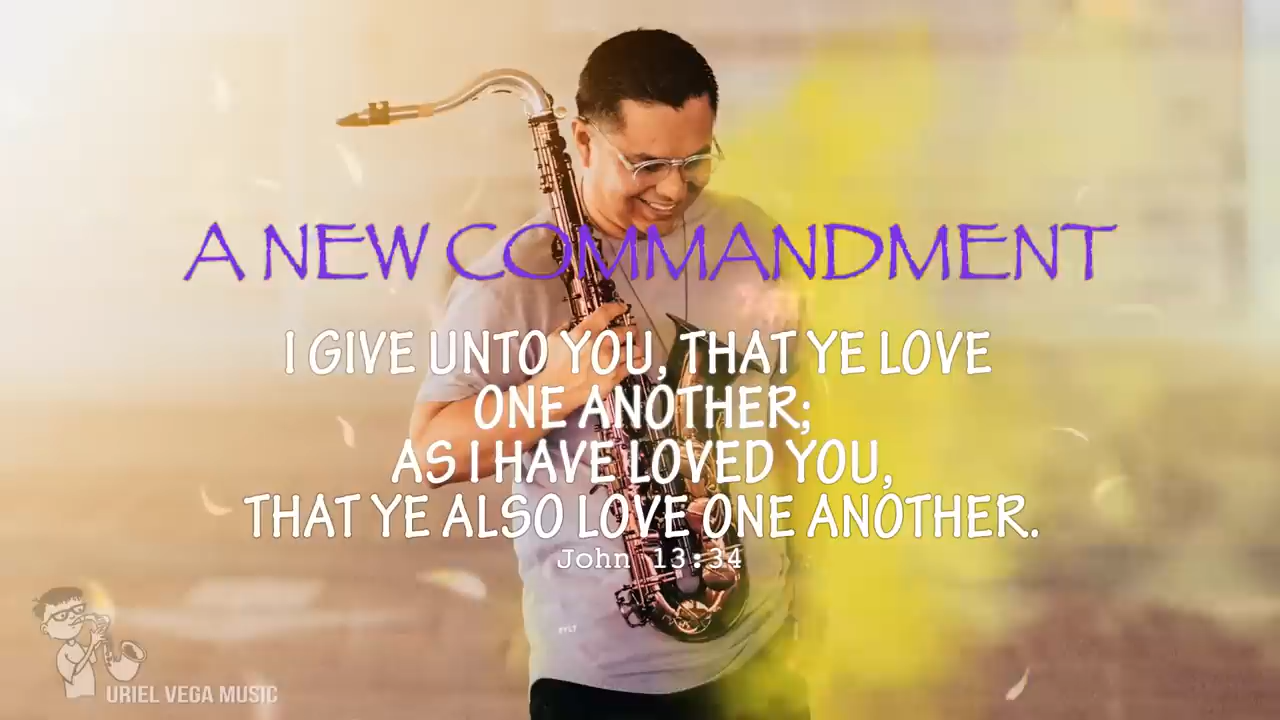 A NEW COMMANDMENT
I GIVE UNTO YOU, THAT YE LOVE
ONE ANOTHER;
AS I HAVE LOVED YOU,
THAT YE ALSO LOVE ONE ANOTHER.
John 13:34
URIEL VEGA MUSIC